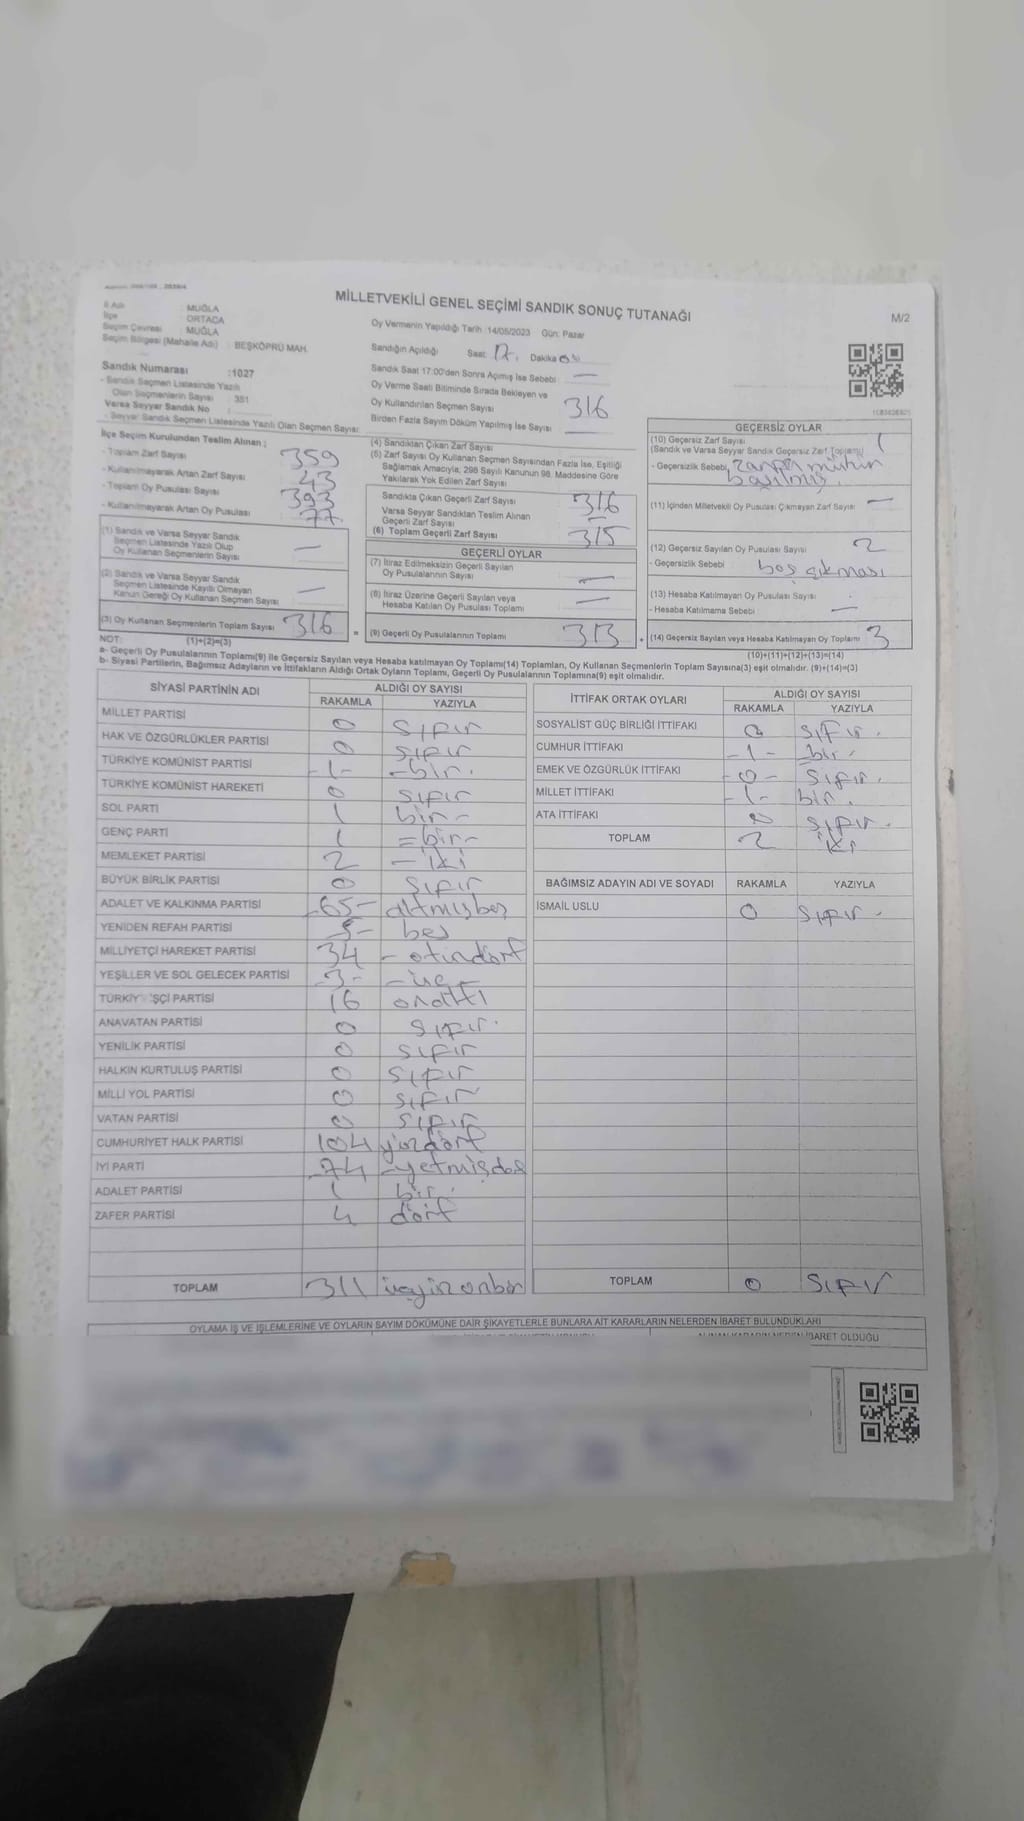 MİLLETVEKİLİ GENEL SEÇİMİ SANDIK SONUÇ TUTANAĞI
M/2
İl Adı : MUĞLA
İlçe : ORTACA
Seçim Çevresi : MUĞLA
Seçim Bölgesi (Mahalle Adı) : BEŞKÖPRÜ MAH.
Sandık Numarası :1027
- Sandık Seçmen Listesinde Yazılı
Olan Seçmenlerin Sayısı : 351
Varsa Seyyar Sandık No :
- Seyyar Sandık Seçmen Listesinde Yazılı Olan Seçmen Sayısı:
Oy Vermenin Yapıldığı Tarih :14/05/2023 Gün: Pazar
Sandığın Açıldığı Saat: 17. Dakika
Sandık Saat 17:00'den Sonra Açımış İse Sebebi —
Oy Verme Saati Bitiminde Sırada Bekleyen ve
Oy Kullandırılan Seçmen Sayısı 316
Birden Fazla Sayım Döküm Yapılmış İse Sayısı —
İlçe Seçim Kurulundan Teslim Alınan :
- Toplam Zarf Sayısı 359
- Kullanılmayarak Artan Zarf Sayısı 43
- Toplam Oy Pusulası Sayısı 393
- Kullanılmayarak Artan Oy Pusulası 77
(1) Sandık ve Varsa Seyyar Sandık
Seçmen Listesinde Yazılı Olup
Oy Kullanan Seçmenlerin Sayısı —
(2) Sandık ve Varsa Seyyar Sandık
Seçmen Listesinde Kayıtlı Olmayan
Kanun Gereği Oy Kullanan Seçmen Sayısı —
(3) Oy Kullanan Seçmenlerin Toplam Sayısı 316
(1)+(2)=(3)
(4) Sandıktan Çıkan Zarf Sayısı
(5) Zarf Sayısı Oy Kullanan Seçmen Sayısından Fazla İse, Eşitliği
Sağlamak Amacıyla; 298 Sayılı Kanunun 98. Maddesine Göre
Yakılarak Yok Edilen Zarf Sayısı
Sandıkta Çıkan Geçerli Zarf Sayısı 316
Varsa Seyyar Sandıktan Teslim Alınan
Geçerli Zarf Sayısı —
(6) Toplam Geçerli Zarf Sayısı 315
GEÇERLİ OYLAR
(7) İtiraz Edilmeksizin Geçerli Sayılan
Oy Pusulalarının Sayısı —
(8) İtiraz Üzerine Geçerli Sayılan veya
Hesaba Katılan Oy Pusulası Toplamı —
= (9) Geçerli Oy Pusulalarının Toplamı 313
GEÇERSİZ OYLAR
(10) Geçersiz Zarf Sayısı 1
(Sandık ve Varsa Seyyar Sandık Geçersiz Zarf Toplamı)
- Geçersizlik Sebebi
basılmış.
(11) İçinden Milletvekili Oy Pusulası Çıkmayan Zarf Sayısı —
(12) Geçersiz Sayılan Oy Pusulası Sayısı 2
- Geçersizlik Sebebi boş çıkması
(13) Hesaba Katılmayan Oy Pusulası Sayısı
- Hesaba Katılmama Sebebi —
+ (14) Geçersiz Sayılan veya Hesaba Katılmayan Oy Toplamı 3
(10)+(11)+(12)+(13)=(14)
NOT:
a- Geçerli Oy Pusulalarının Toplamı(9) ile Geçersiz Sayılan veya Hesaba katılmayan Oy Toplamı(14) Toplamları, Oy Kullanan Seçmenlerin Toplam Sayısına(3) eşit olmalıdır. (9)+(14)=(3)
b- Siyasi Partilerin, Bağımsız Adayların ve İttifakların Aldığı Ortak Oyların Toplamı, Geçerli Oy Pusulalarının Toplamına(9) eşit olmalıdır.
SİYASİ PARTİNİN ADI ALDIĞI OY SAYISI
RAKAMLA YAZIYLA
MİLLET PARTİSİ 0 sıfır
HAK VE ÖZGÜRLÜKLER PARTİSİ 0 sıfır
TÜRKİYE KOMÜNİST PARTİSİ -1- -bir.
TÜRKİYE KOMÜNİST HAREKETİ 0 sıfır
SOL PARTİ 1 bir-
GENÇ PARTİ 1 =bir-
MEMLEKET PARTİSİ 2 - iki
BÜYÜK BİRLİK PARTİSİ 0 sıfır
ADALET VE KALKINMA PARTİSİ -65- altmışbeş
YENİDEN REFAH PARTİSİ 5- beş
MİLLİYETÇİ HAREKET PARTİSİ 34 - otuzdört
YEŞİLLER VE SOL GELECEK PARTİSİ -3- - üç -
TÜRKİYE İŞÇİ PARTİSİ 16 onaltı
ANAVATAN PARTİSİ 0 sıfır.
YENİLİK PARTİSİ 0 sıfır
HALKIN KURTULUŞ PARTİSİ 0 sıfır
MİLLİ YOL PARTİSİ 0 sıfır
VATAN PARTİSİ 0 sıfır
CUMHURİYET HALK PARTİSİ 104 yüzdört
İYİ PARTİ -74 -yetmişdör
ADALET PARTİSİ 1 bir.
ZAFER PARTİSİ 4 dört
TOPLAM 311 üçyüzonbir
İTTİFAK ORTAK OYLARI ALDIĞI OY SAYISI
RAKAMLA YAZIYLA
SOSYALİST GÜÇ BİRLİĞİ İTTİFAKI 0 sıfır.
CUMHUR İTTİFAKI -1- bir.
EMEK VE ÖZGÜRLÜK İTTİFAKI -0- sıfır.
MİLLET İTTİFAKI -1- bir.
ATA İTTİFAKI 0 sıfır.
TOPLAM 2 iki
BAĞIMSIZ ADAYIN ADI VE SOYADI RAKAMLA YAZIYLA
İSMAİL USLU 0 sıfır-
TOPLAM 0 sıfır
OYLAMA İŞ VE İŞLEMLERİNE VE OYLARIN SAYIM DÖKÜMÜNE DAİR ŞİKAYETLERLE BUNLARA AİT KARARLARIN NELERDEN İBARET BULUNDUKLARI
İBARET OLDUĞU